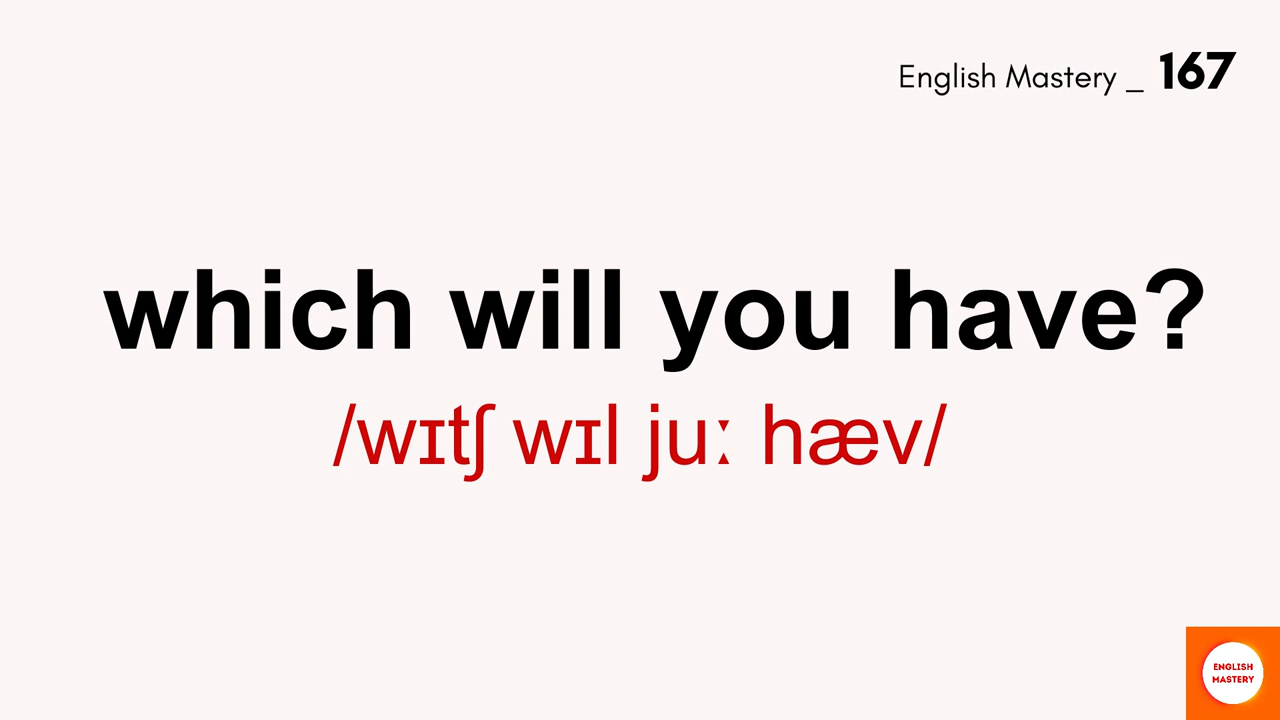 English Mastery _ 167
which will you have?
/wɪtʃ wɪl juː hæv/
ENGLISH
MASTERY